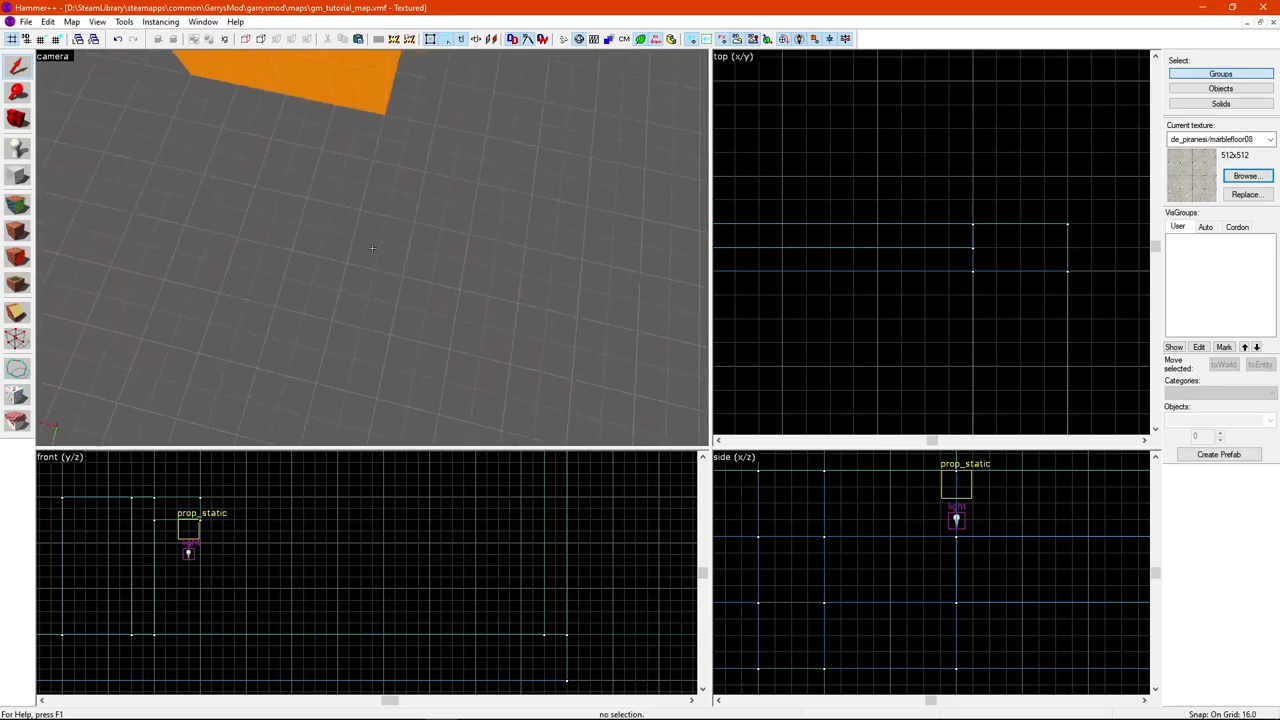 Hammer++ - [D:\SteamLibrary\steamapps\common\GarrysMod\garrysmod\maps\gm_tutorial_map.vmf - Textured]
File Edit Map View Tools Instancing Window Help
camera
top (x/y)
Select:
Groups
Objects
Solids
Current texture:
de_piranesi/marblefloor08
512x512
Browse...
Replace...
VisGroups:
User Auto Cordon
Show Edit Mark
Move selected:
toWorld toEntity
Categories:
Objects:
0
Create Prefab
front (y/z)
prop_static
light
side (x/z)
prop_static
light
For Help, press F1
no selection.
Snap: On Grid: 16.0